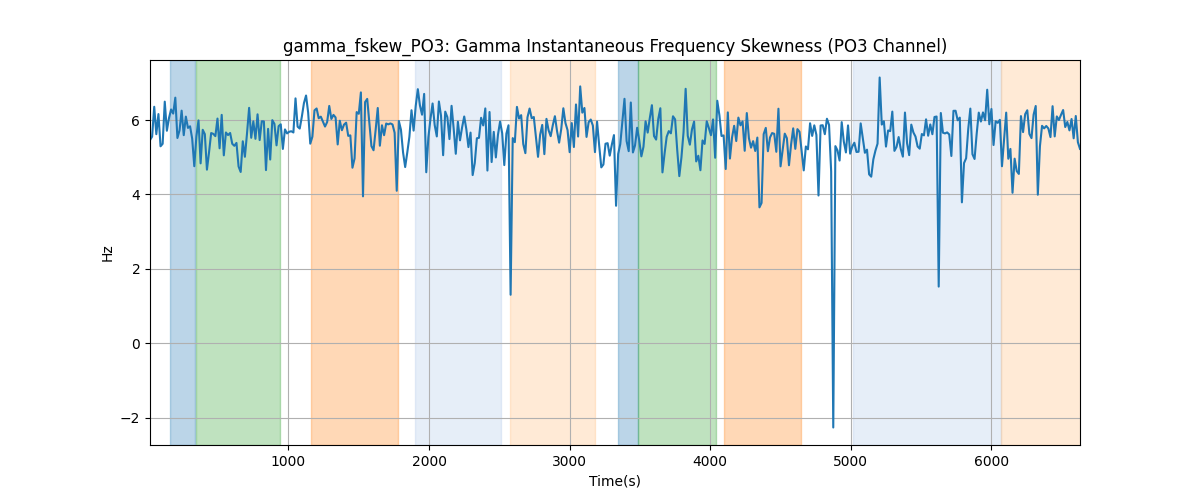 gamma_fskew_PO3: Gamma Instantaneous Frequency Skewness (PO3 Channel)
6
4
2
0
−2
Hz
1000 2000 3000 4000 5000 6000
Time(s)